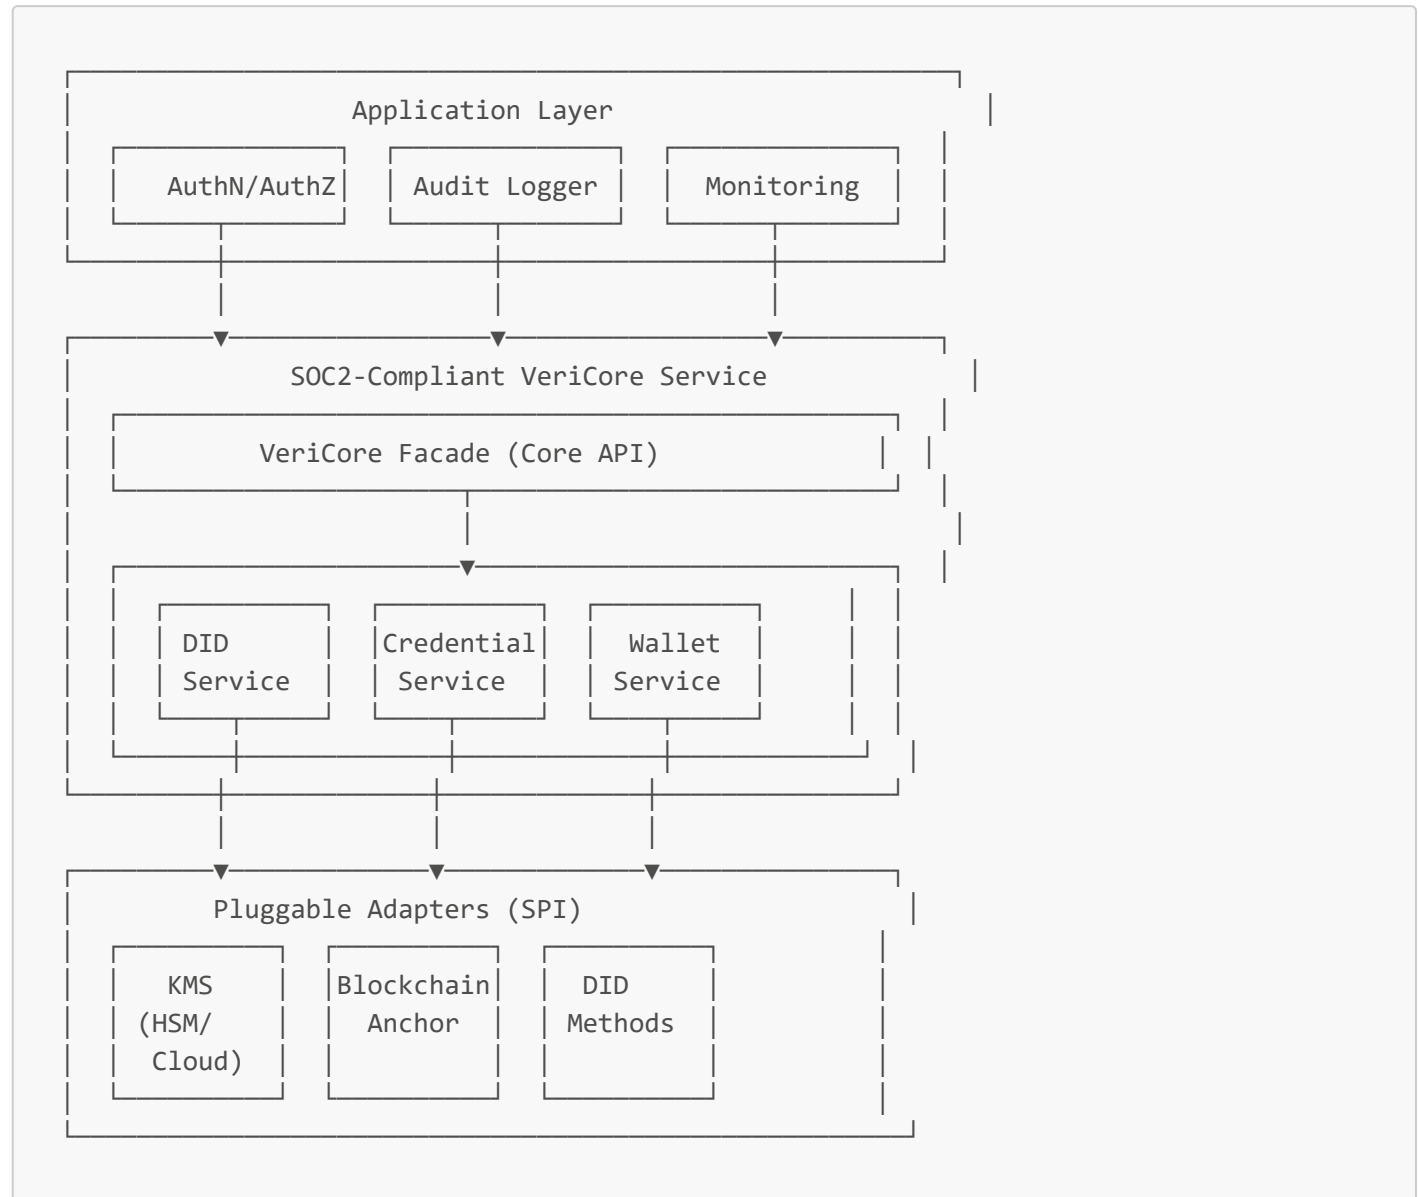 Application Layer
AuthN/AuthZ Audit Logger Monitoring
SOC2-Compliant VeriCore Service
VeriCore Facade (Core API)
DID Credential Wallet
Service Service Service
Pluggable Adapters (SPI)
KMS Blockchain DID
(HSM/ Anchor Methods
Cloud)